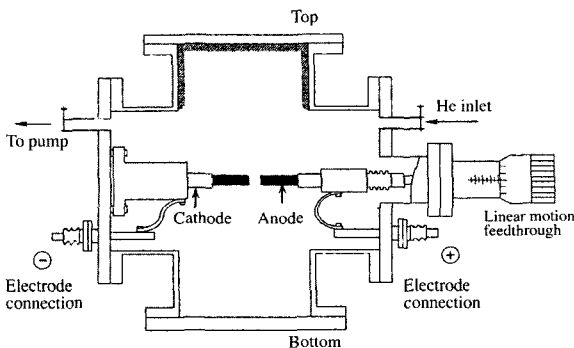 Top
He inlet
To pump
Cathode
Anode
Linear motion
feedthrough
−
Electrode
connection
+
Electrode
connection
Bottom